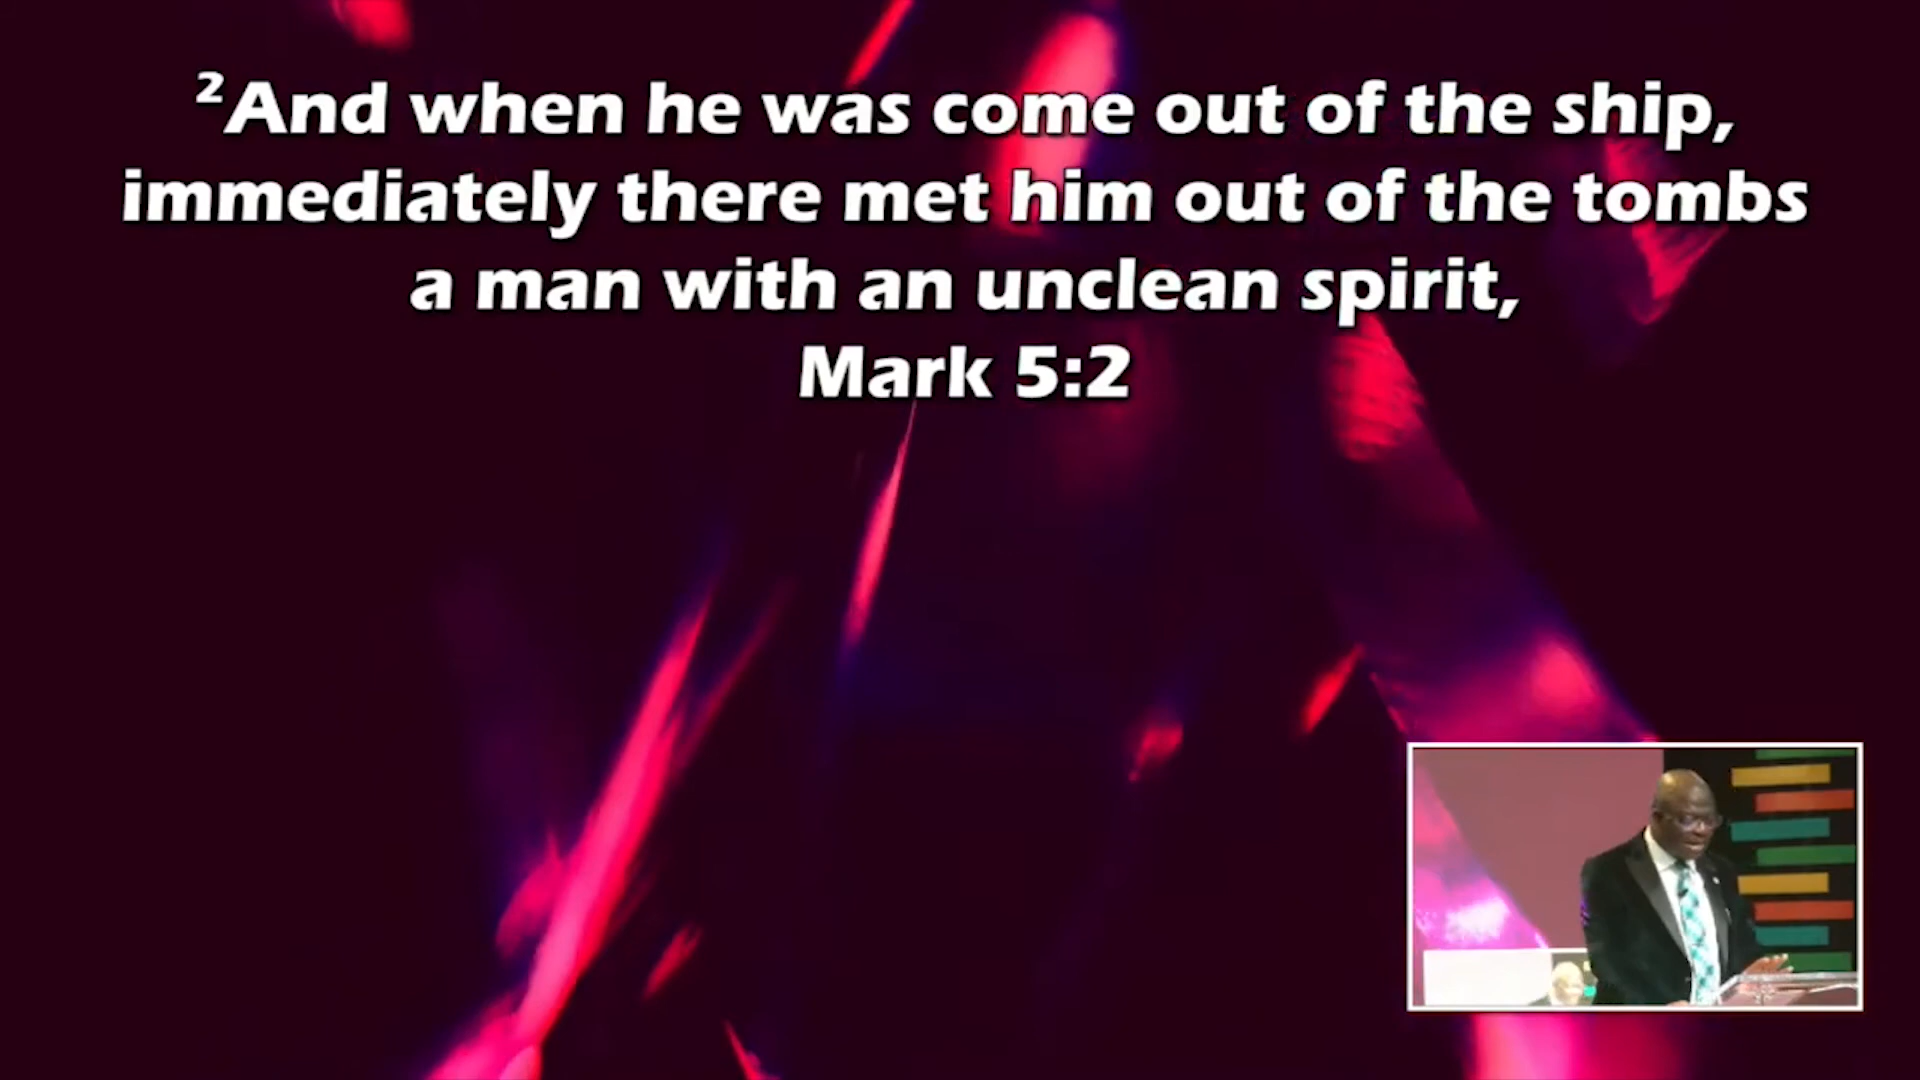 ²And when he was come out of the ship,
immediately there met him out of the tombs
a man with an unclean spirit,
Mark 5:2